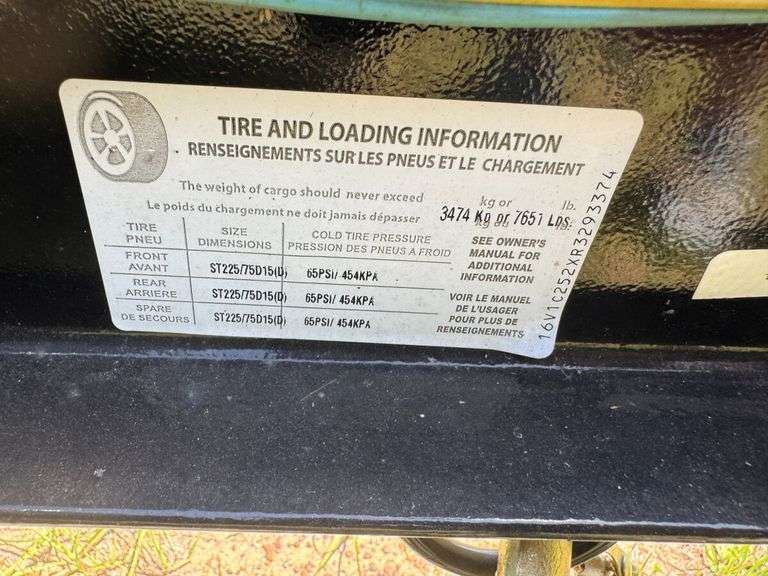 TIRE AND LOADING INFORMATION
RENSEIGNEMENTS SUR LES PNEUS ET LE CHARGEMENT
The weight of cargo should never exceed kg or lb.
Le poids du chargement ne doit jamais dépasser 3474 Kg or 7651 Lbs.
TIRE PNEU SIZE DIMENSIONS COLD TIRE PRESSURE PRESSION DES PNEUS A FROID
FRONT AVANT ST225/75D15(D) 65PSI/ 454KPA
REAR ARRIERE ST225/75D15(D) 65PSI/ 454KPA
SPARE DE SECOURS ST225/75D15(D) 65PSI/ 454KPA
SEE OWNER'S
MANUAL FOR
ADDITIONAL
INFORMATION
VOIR LE MANUEL
DE L'USAGER
POUR PLUS DE
RENSEIGNEMENTS
16V1C252XR3293374